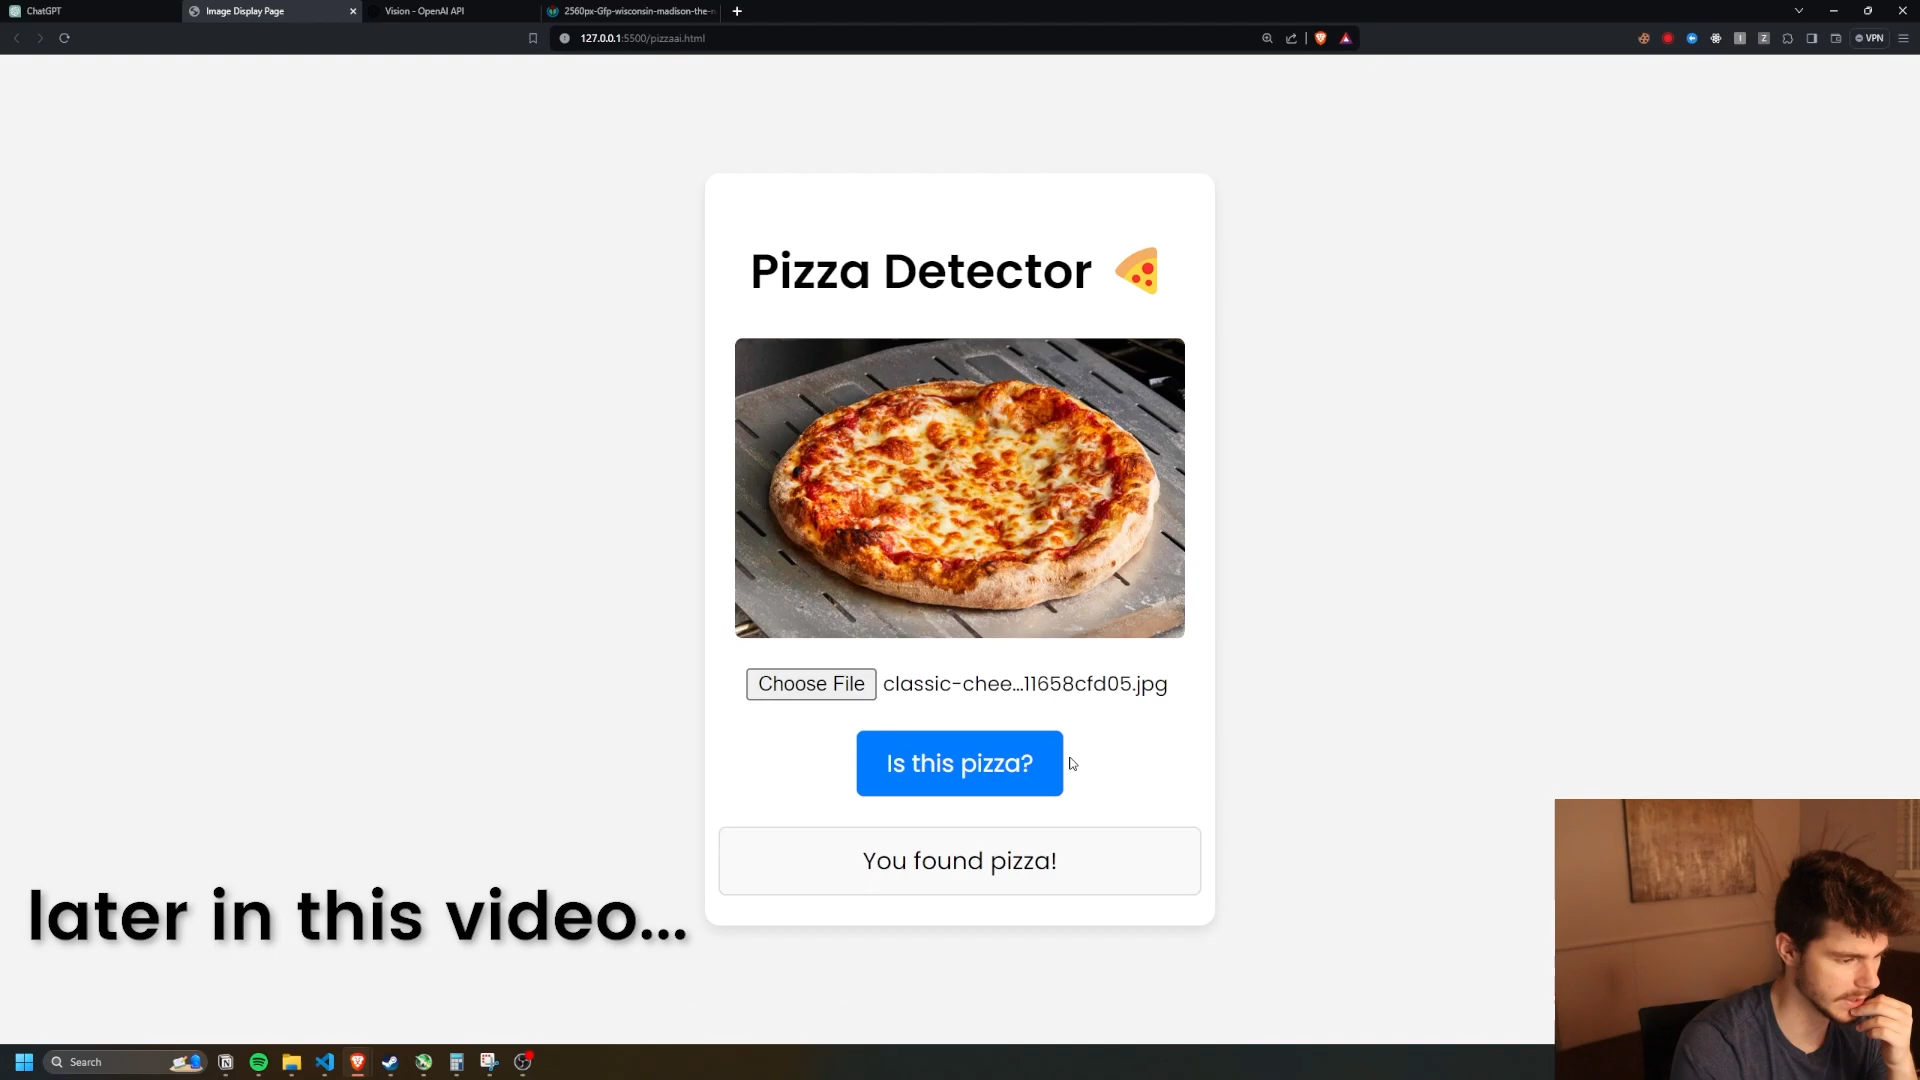 ChatGPT
Image Display Page
Vision - OpenAI API
2560px-Gfp-wisconsin-madison-the-n
127.0.0.1:5500/pizzaai.html
VPN
Pizza Detector
Choose File classic-chee...11658cfd05.jpg
Is this pizza?
You found pizza!
later in this video...
Search